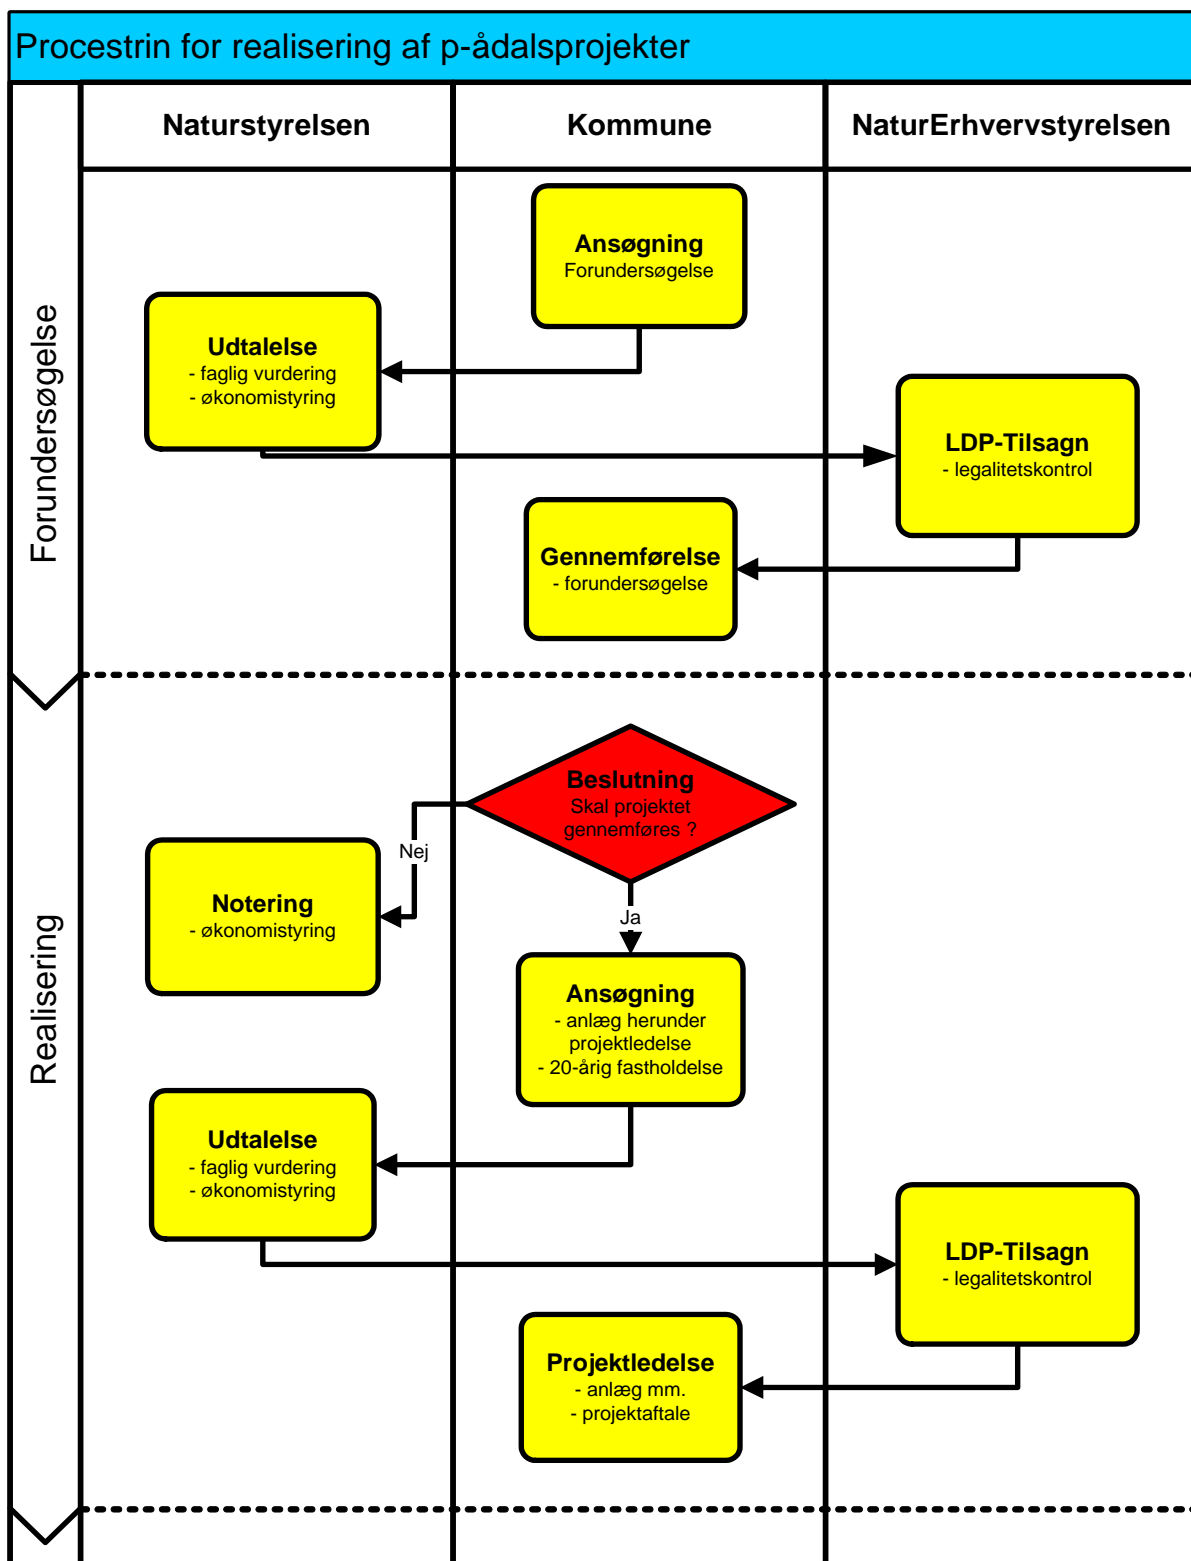 Procestrin for realisering af p-ådalsprojekter
Naturstyrelsen
Kommune
NaturErhvervstyrelsen
Forundersøgelse
Ansøgning
Forundersøgelse
Udtalelse
- faglig vurdering
- økonomistyring
LDP-Tilsagn
- legalitetskontrol
Gennemførelse
- forundersøgelse
Realisering
Beslutning
Skal projektet
gennemføres ?
Nej
Ja
Notering
- økonomistyring
Ansøgning
- anlæg herunder
projektledelse
- 20-årig fastholdelse
Udtalelse
- faglig vurdering
- økonomistyring
LDP-Tilsagn
- legalitetskontrol
Projektledelse
- anlæg mm.
- projektaftale